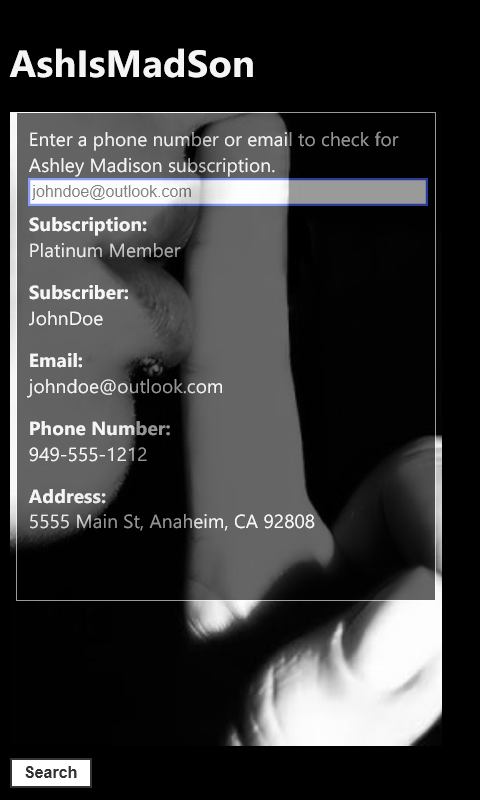 AshIsMadSon
Enter a phone number or email to check for
Ashley Madison subscription.
johndoe@outlook.com
Subscription:
Platinum Member
Subscriber:
JohnDoe
Email:
johndoe@outlook.com
Phone Number:
949-555-1212
Address:
5555 Main St, Anaheim, CA 92808
Search